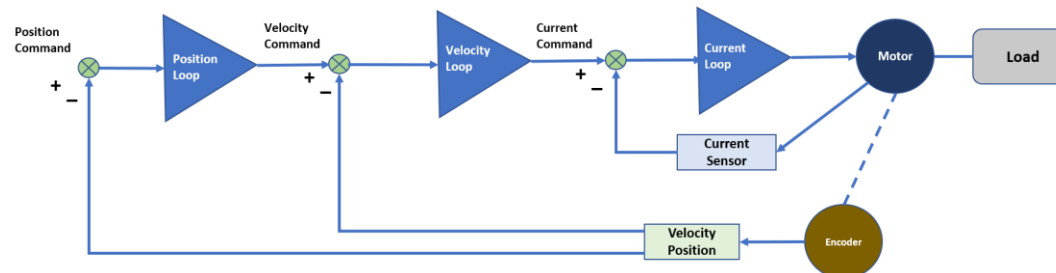 Position
Command
+
−
Position
Loop
Velocity
Command
+
−
Velocity
Loop
Current
Command
+
−
Current
Loop
Motor
Load
Current
Sensor
Velocity
Position
Encoder